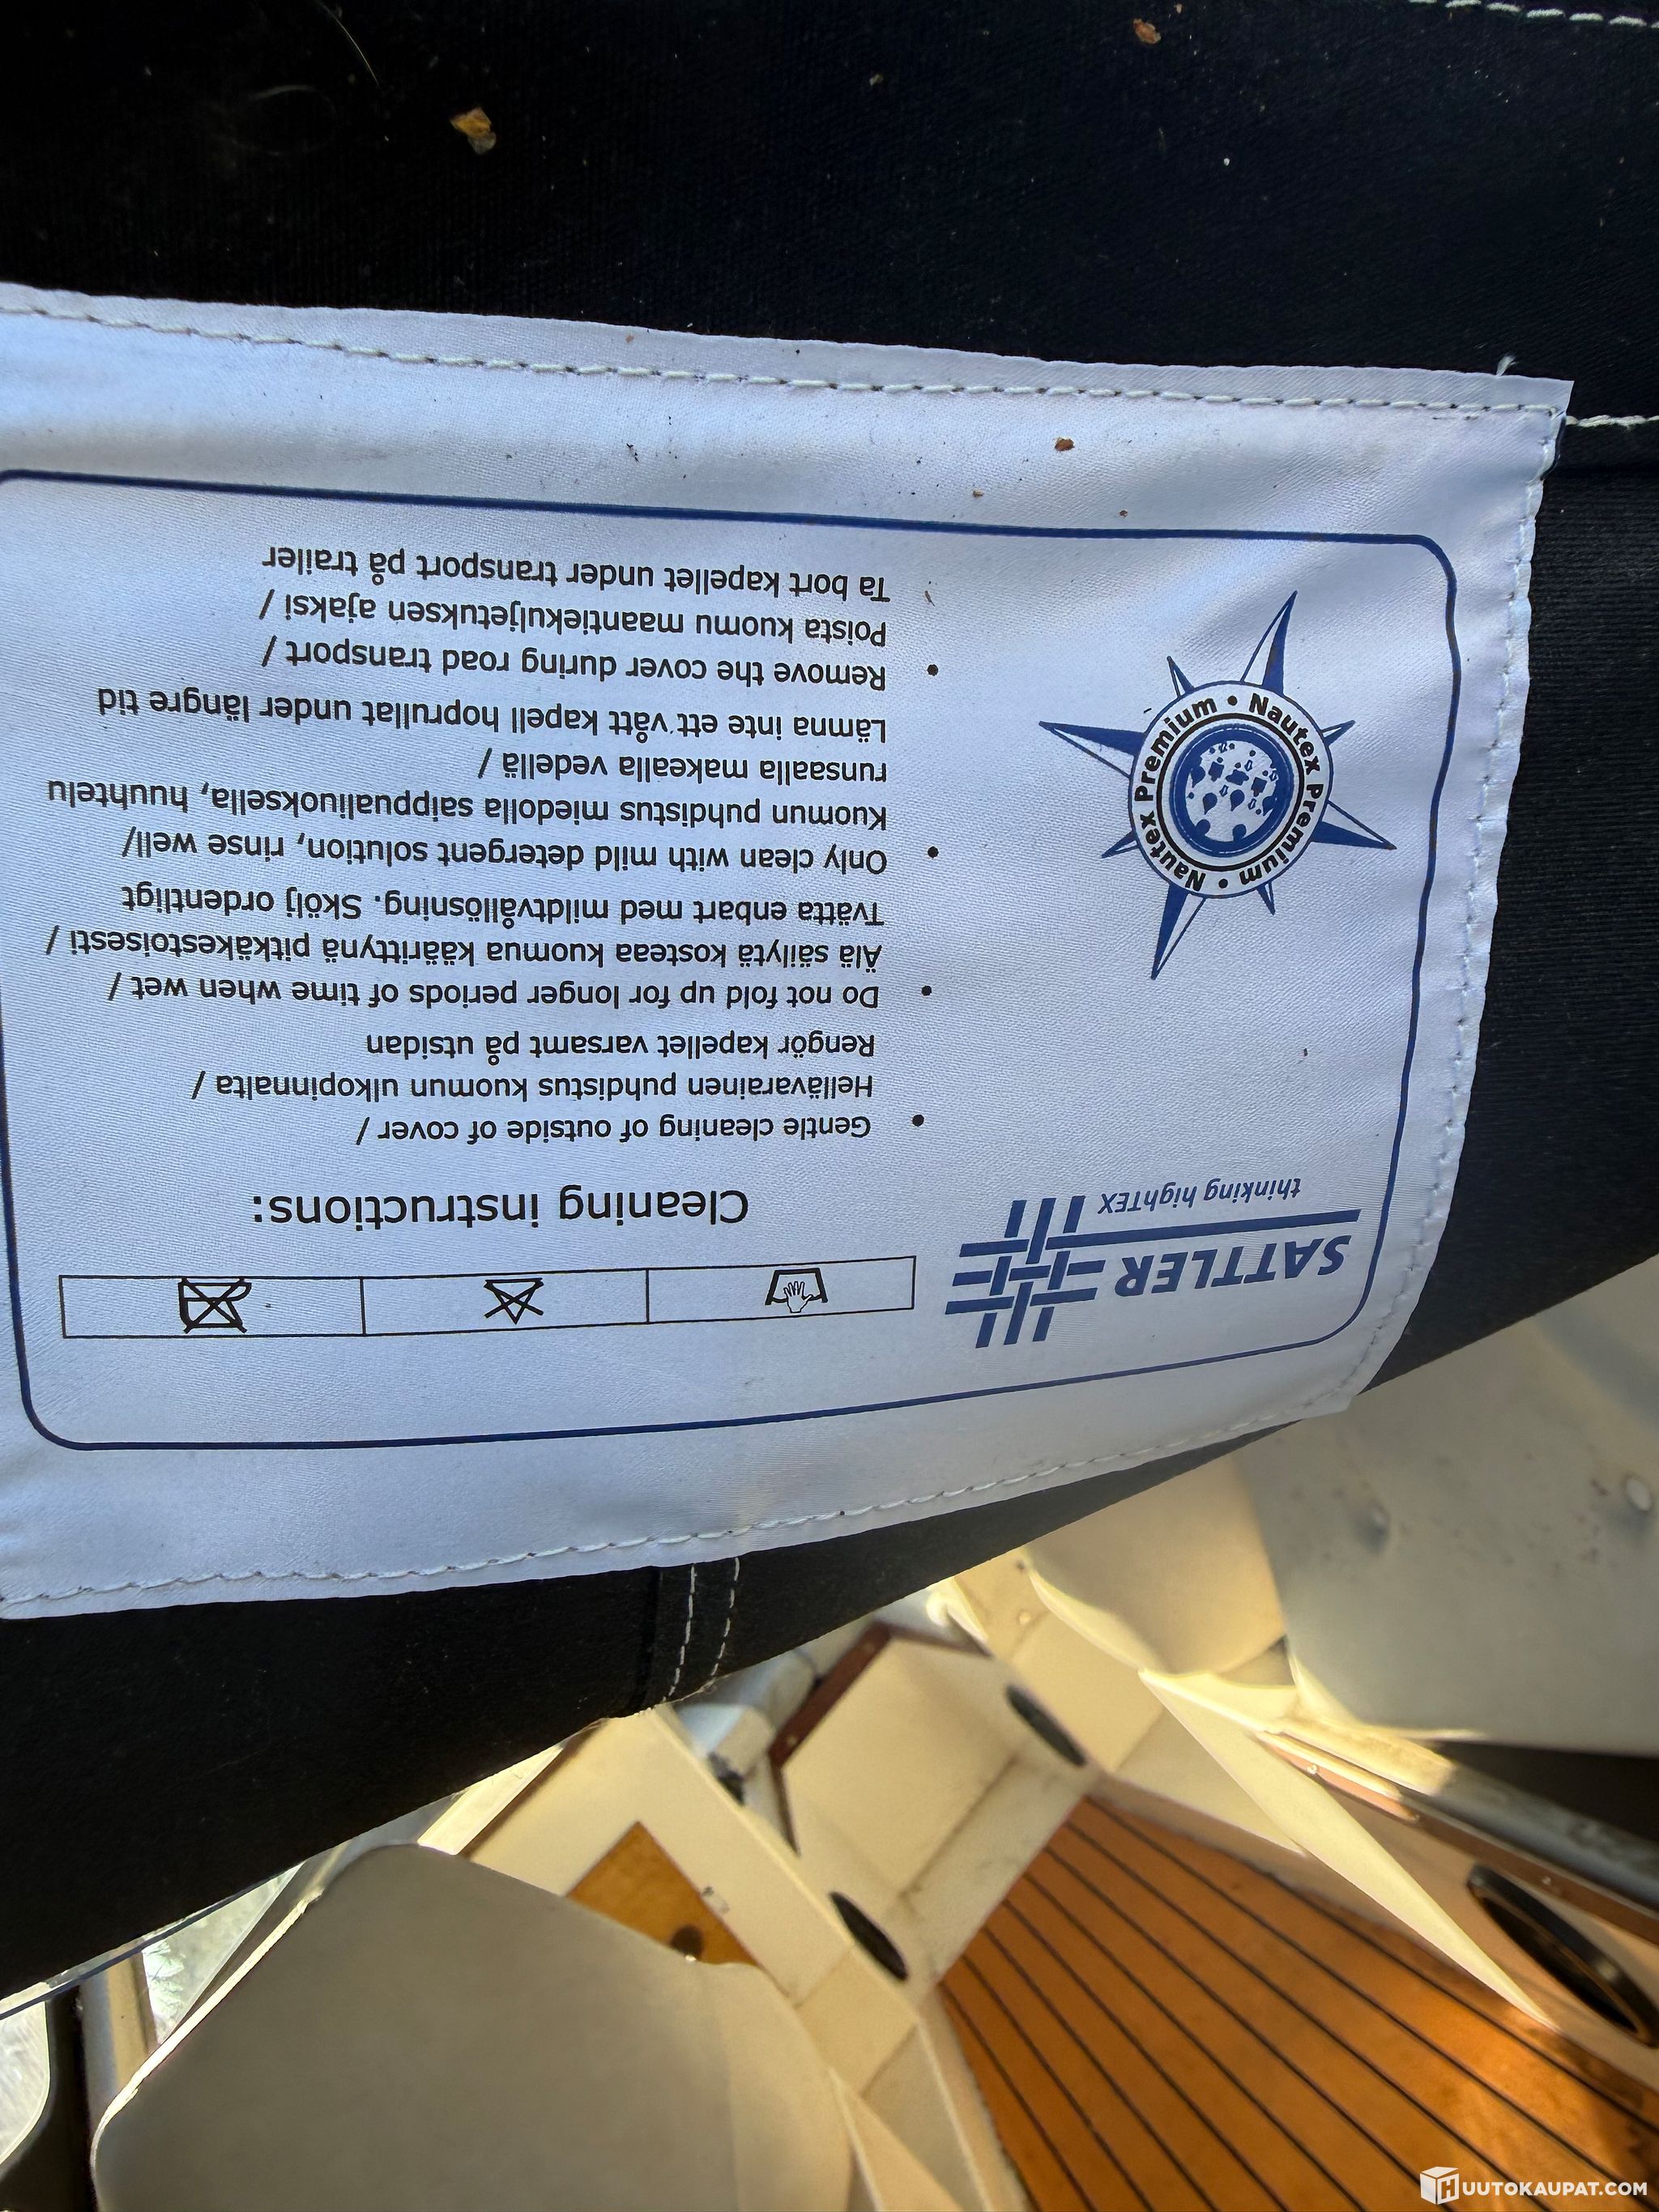 SATTLER
thinking highTEX
Nautex Premium • Nautex Premium • 
Cleaning instructions:
• Gentle cleaning of outside of cover /
Hellävarainen puhdistus kuomun ulkopinnalta /
Rengör kapellet varsamt på utsidan
• Do not fold up for longer periods of time when wet /
Älä säilytä kosteaa kuomua käärittynä pitkäkestoisesti /
Tvätta enbart med mildtvållösning. Skölj ordentligt
• Only clean with mild detergent solution, rinse well/
Kuomun puhdistus miedolla saippualiuoksella, huuhtelu
runsaalla makealla vedellä /
Lämna inte ett vått kapell hoprullat under längre tid
• Remove the cover during road transport /
Poista kuomu maantiekuljetuksen ajaksi /
Ta bort kapellet under transport på trailer
HUUTOKAUPAT.COM